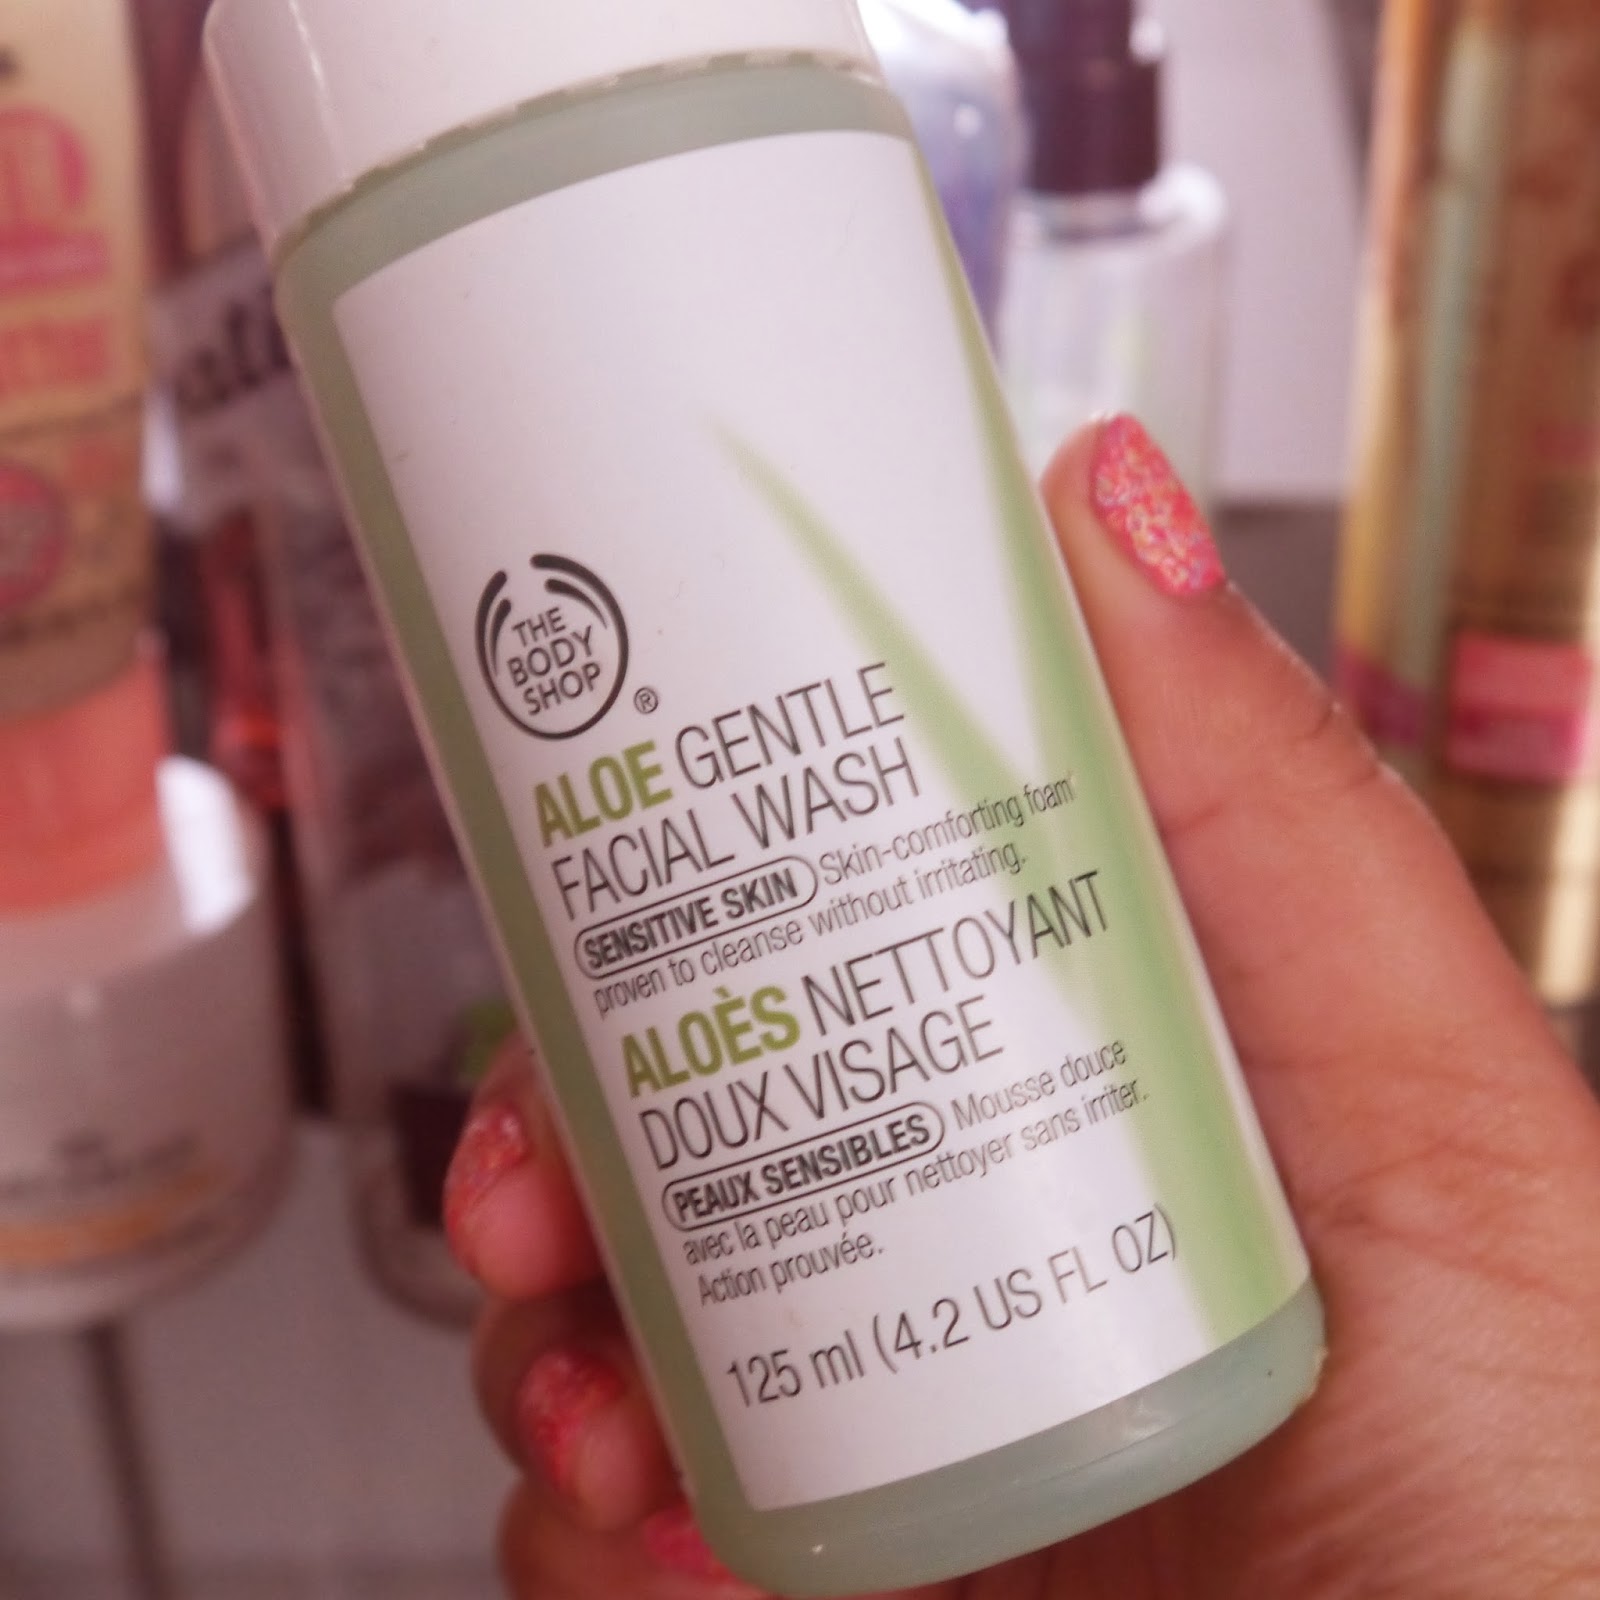 THE
BODY
SHOP
®
ALOE GENTLE
FACIAL WASH
SENSITIVE SKIN Skin-comforting foam
proven to cleanse without irritating.
ALOÈS NETTOYANT
DOUX VISAGE
PEAUX SENSIBLES Mousse douce
avec la peau pour nettoyer sans irriter.
Action prouvée.
125 ml (4.2 US FL OZ)